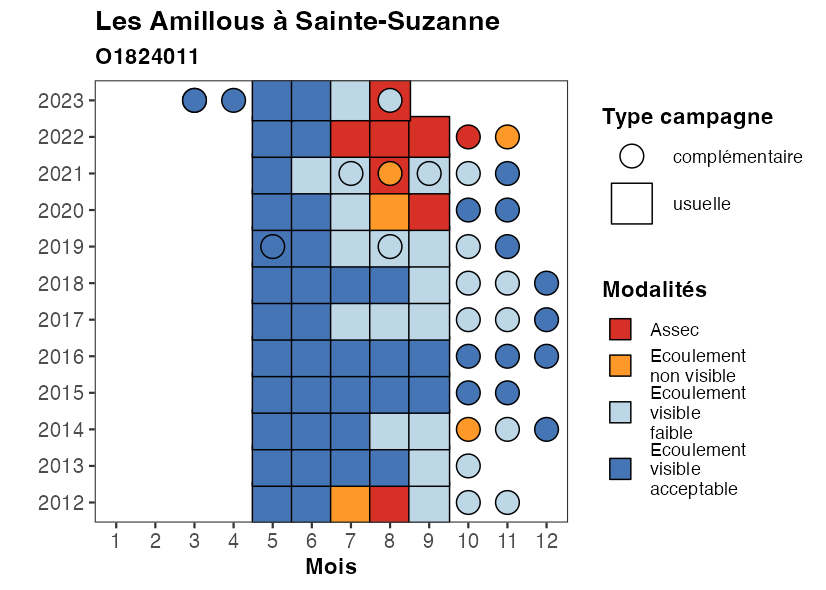 Les Amillous à Sainte-Suzanne
O1824011
2023
2022
2021
2020
2019
2018
2017
2016
2015
2014
2013
2012
1 2 3 4 5 6 7 8 9 10 11 12
Mois
Type campagne
complémentaire
usuelle
Modalités
Assec
Ecoulement
non visible
Ecoulement
visible
faible
Ecoulement
visible
acceptable